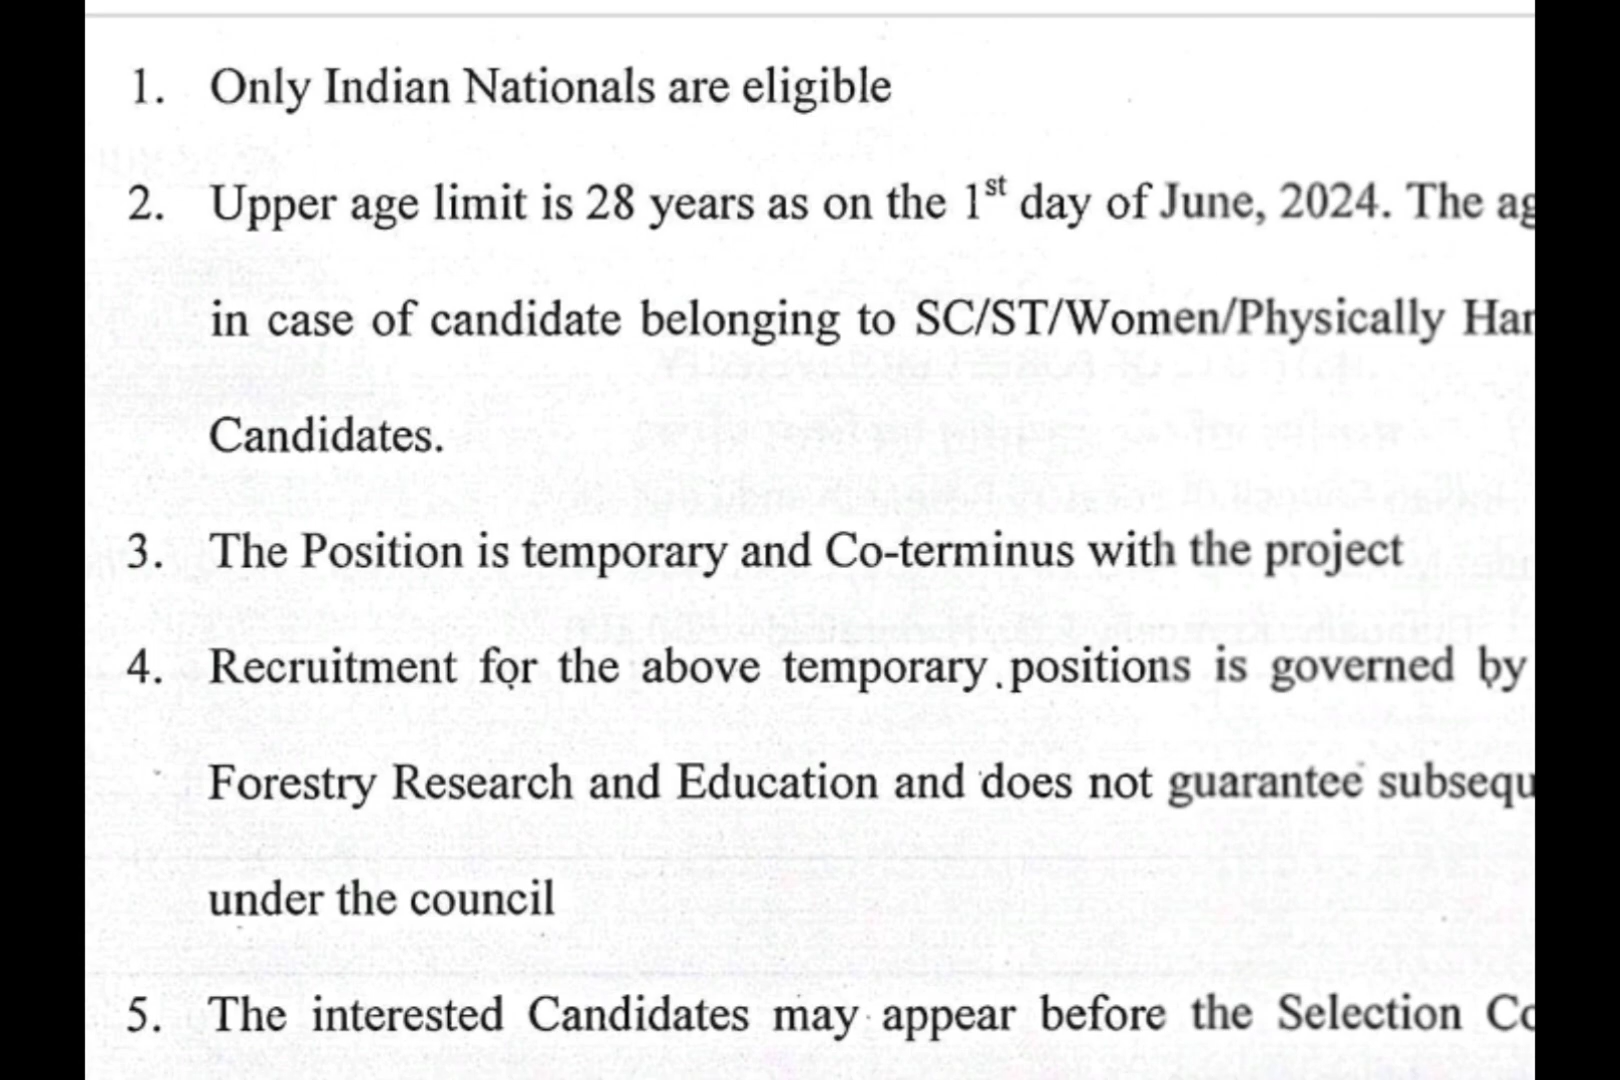 1. Only Indian Nationals are eligible
2. Upper age limit is 28 years as on the 1st day of June, 2024. The
in case of candidate belonging to SC/ST/Women/Physically
Candidates.
3. The Position is temporary and Co-terminus with the project
4. Recruitment for the above temporary positions is governed by
Forestry Research and Education and does not guarantee
under the council
5. The interested Candidates may appear before the Selection